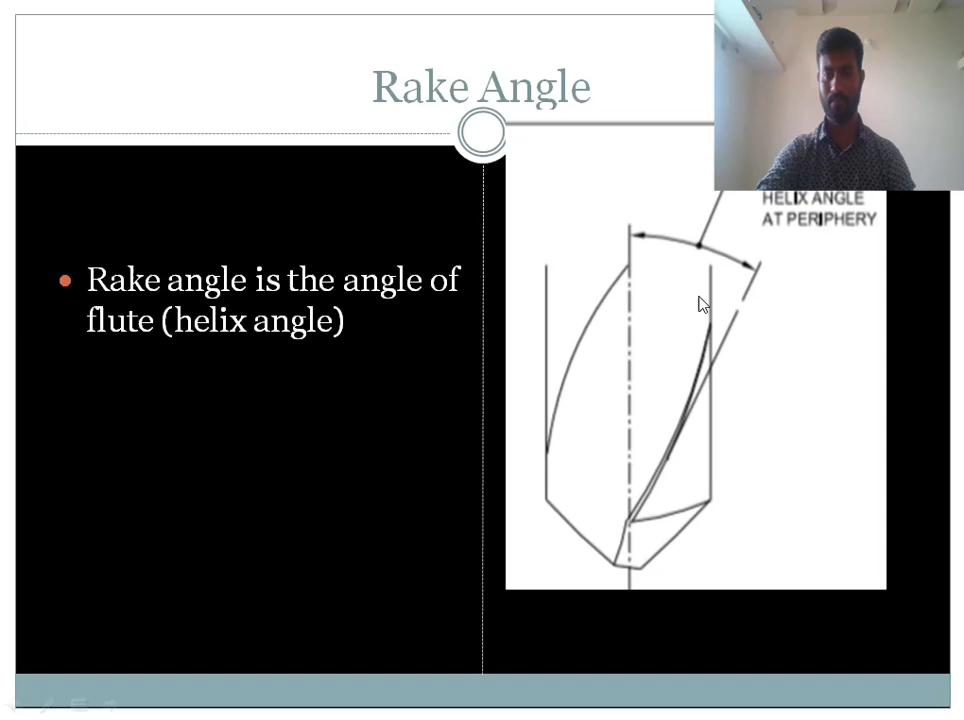 Rake Angle
Rake angle is the angle of
flute (helix angle)
HELIX ANGLE
AT PERIPHERY